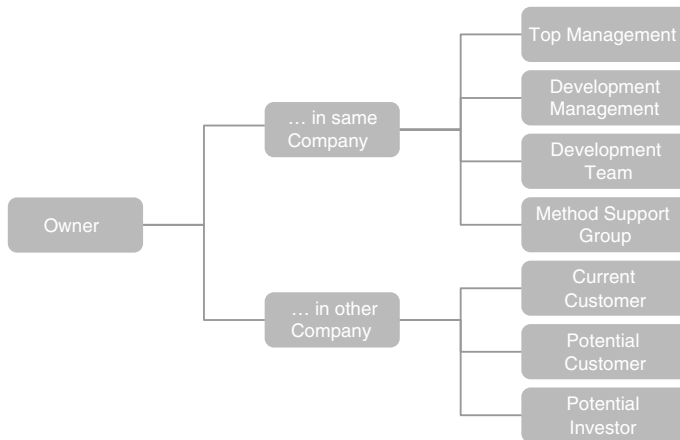 Owner
… in same
Company
Top Management
Development
Management
Development
Team
Method Support
Group
… in other
Company
Current
Customer
Potential
Customer
Potential
Investor